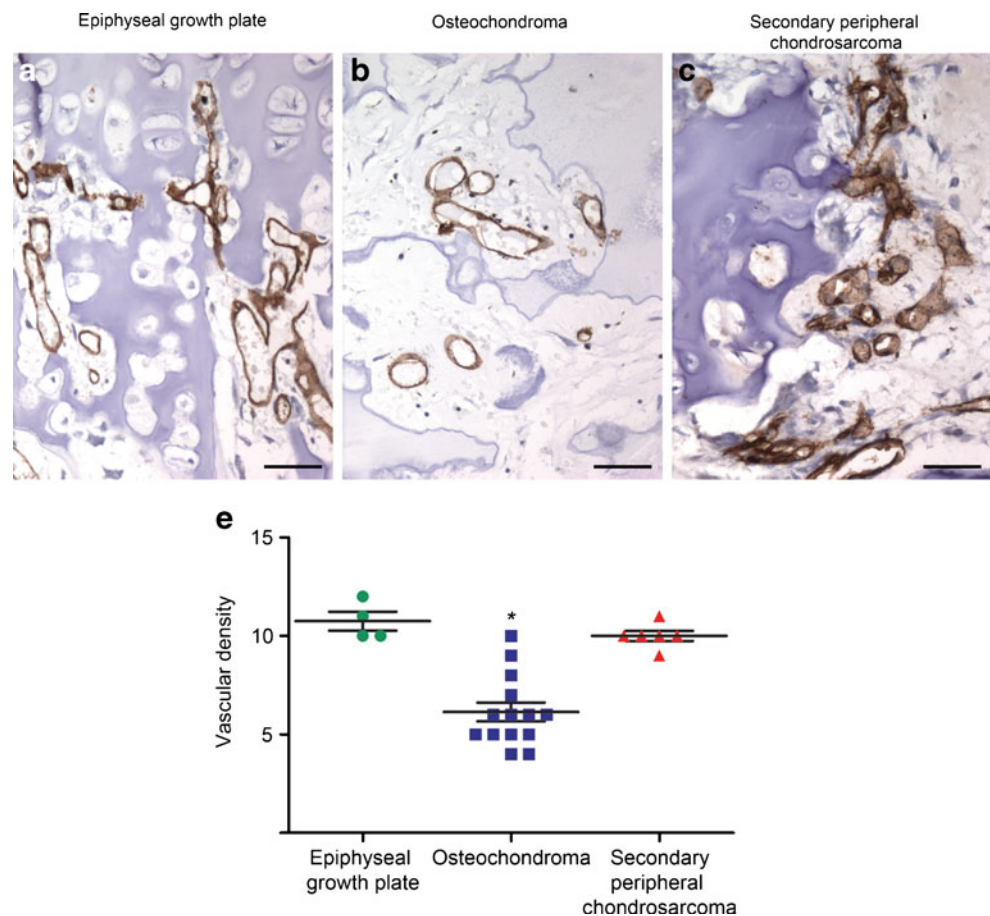 Epiphyseal growth plate
Osteochondroma
Secondary peripheral
chondrosarcoma
a
b
c
e
15
10
5
Vascular density
*
Epiphyseal
growth plate
Osteochondroma
Secondary
peripheral
chondrosarcoma